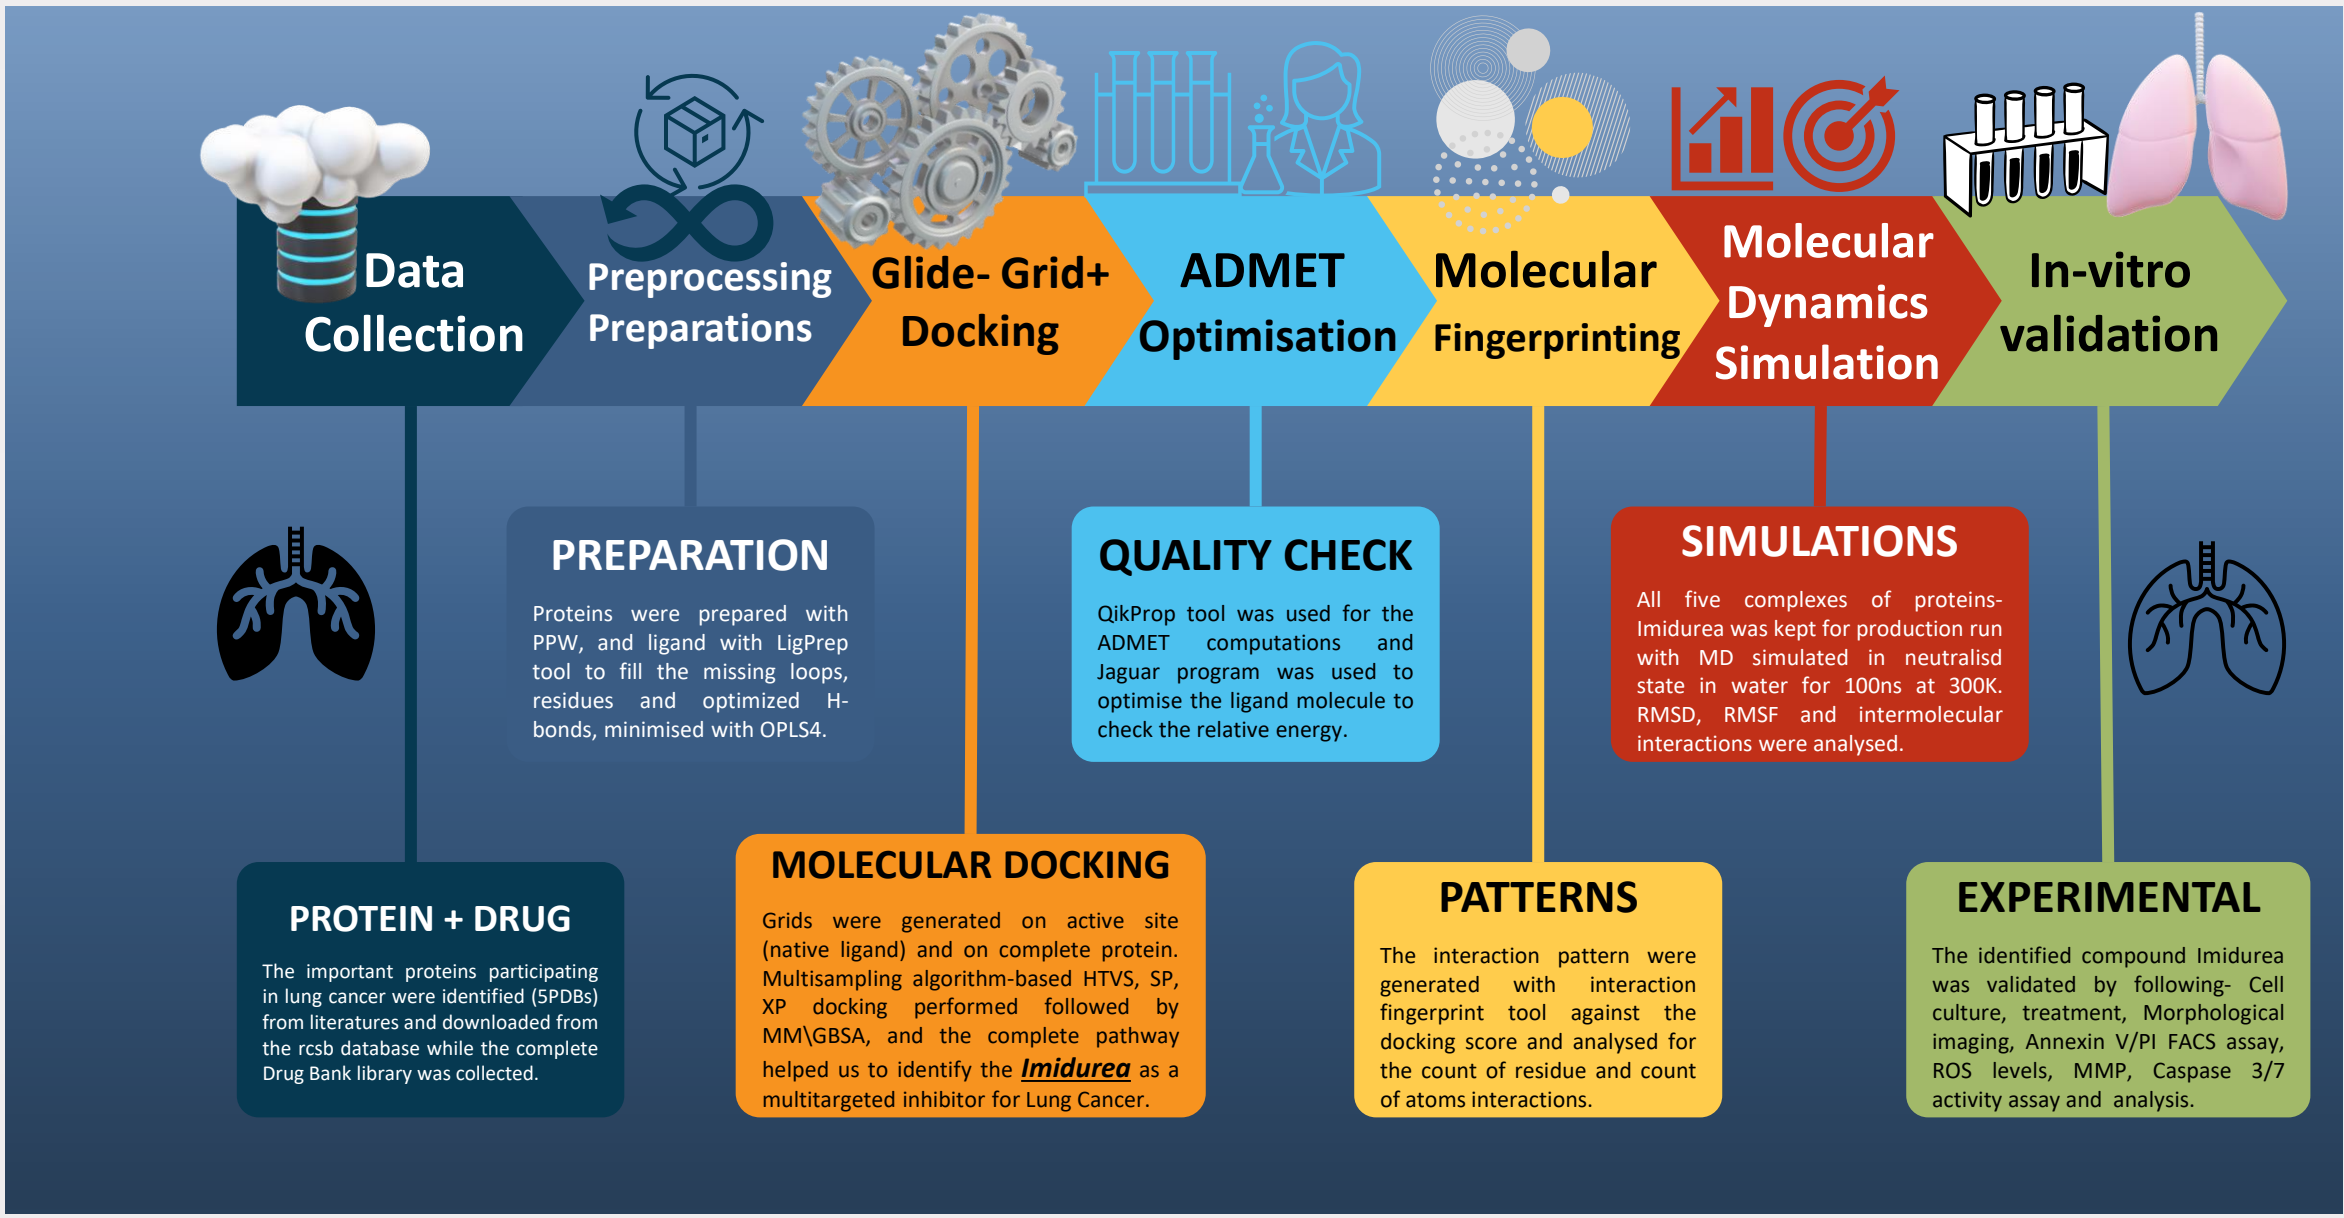 Data
Collection
Preprocessing
Preparations
Glide- Grid+
Docking
ADMET
Optimisation
Molecular
Fingerprinting
Molecular
Dynamics
Simulation
In-vitro
validation
PREPARATION
Proteins were prepared with
PPW, and ligand with LigPrep
tool to fill the missing loops,
residues and optimized H-
bonds, minimised with OPLS4.
QUALITY CHECK
QikProp tool was used for the
ADMET computations and
Jaguar program was used to
optimise the ligand molecule to
check the relative energy.
SIMULATIONS
All five complexes of proteins-
Imidurea was kept for production run
with MD simulated in neutralisd
state in water for 100ns at 300K.
RMSD, RMSF and intermolecular
interactions were analysed.
PROTEIN + DRUG
The important proteins participating
in lung cancer were identified (5PDBs)
from literatures and downloaded from
the rcsb database while the complete
Drug Bank library was collected.
MOLECULAR DOCKING
Grids were generated on active site
(native ligand) and on complete protein.
Multisampling algorithm-based HTVS, SP,
XP docking performed followed by
MM\GBSA, and the complete pathway
helped us to identify the Imidurea as a
multitargeted inhibitor for Lung Cancer.
PATTERNS
The interaction pattern were
generated with interaction
fingerprint tool against the
docking score and analysed for
the count of residue and count
of atoms interactions.
EXPERIMENTAL
The identified compound Imidurea
was validated by following- Cell
culture, treatment, Morphological
imaging, Annexin V/PI FACS assay,
ROS levels, MMP, Caspase 3/7
activity assay and analysis.